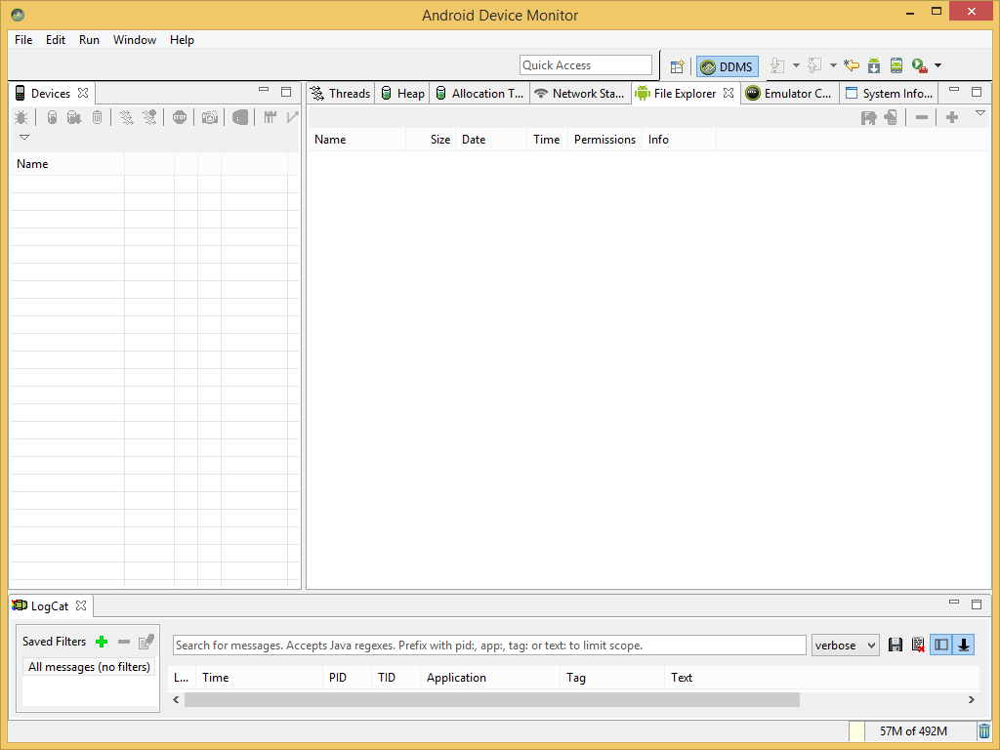 Android Device Monitor
File Edit Run Window Help
Quick Access
DDMS
Devices
Name
Threads Heap Allocation T... Network Sta... File Explorer Emulator C... System Info...
Name Size Date Time Permissions Info
LogCat
Saved Filters
All messages (no filters)
Search for messages. Accepts Java regexes. Prefix with pid:, app:, tag: or text: to limit scope.
verbose
L... Time PID TID Application Tag Text
57M of 492M